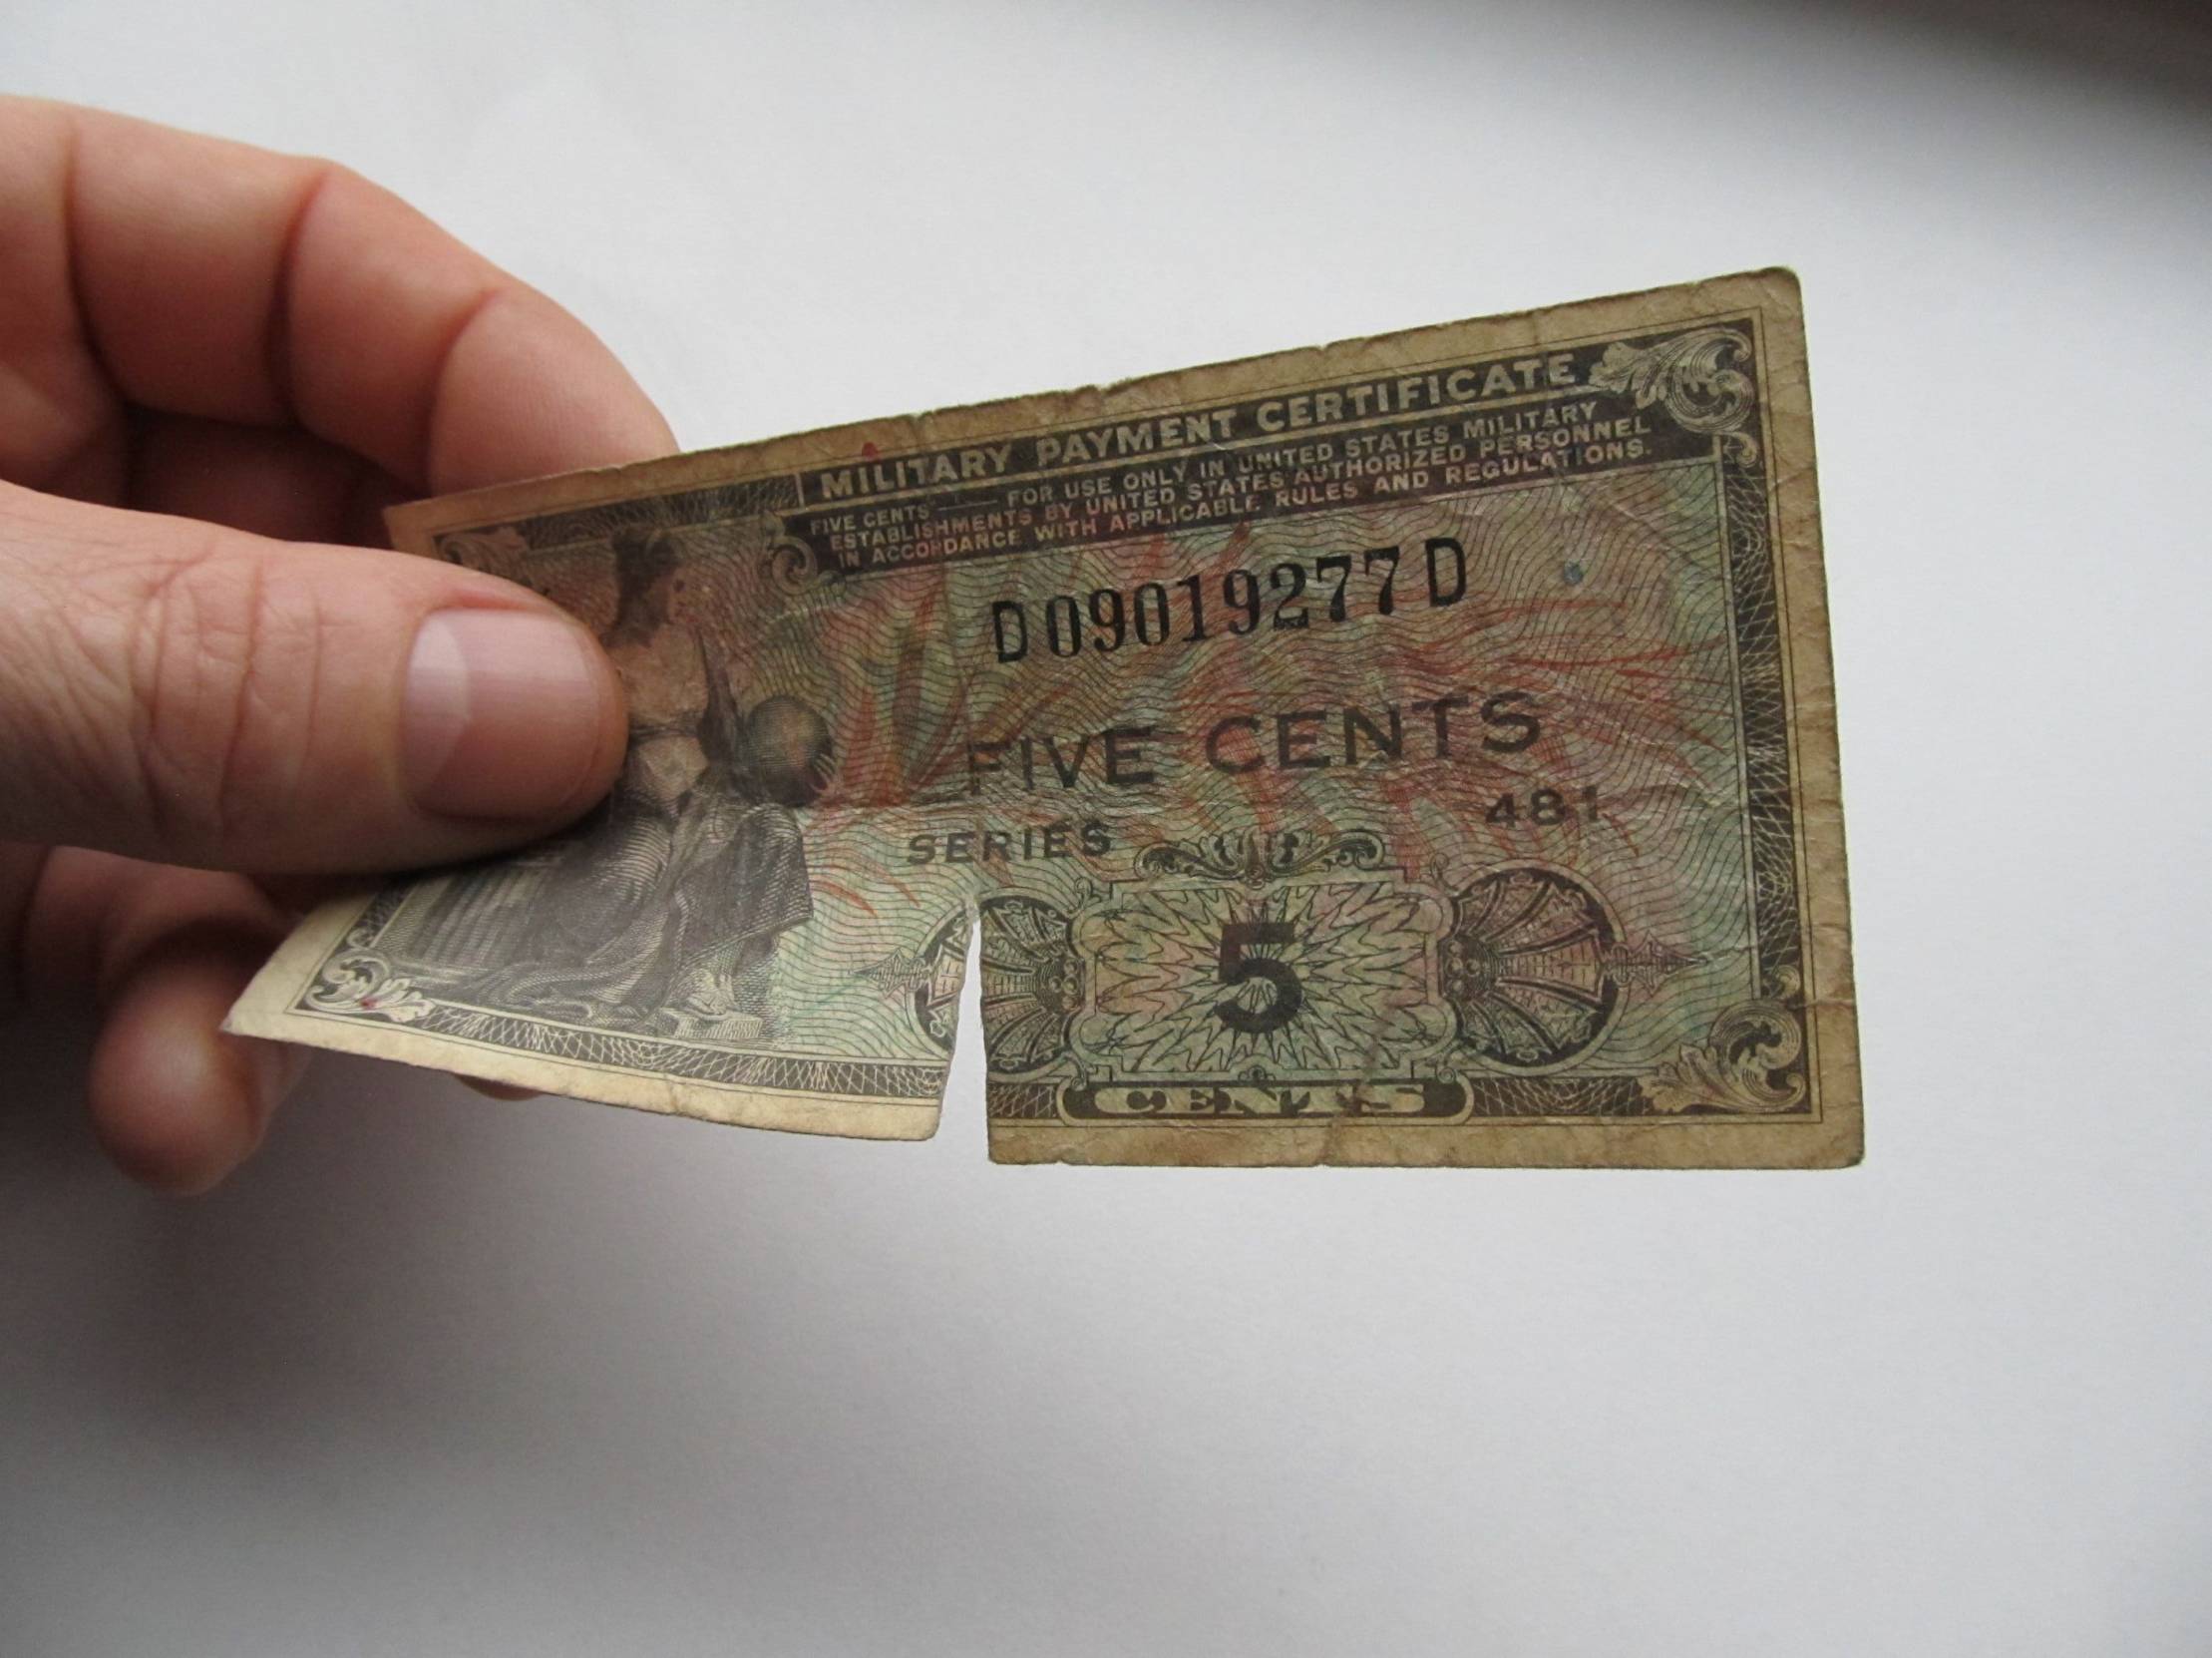 MILITARY PAYMENT CERTIFICATE
FIVE CENTS — FOR USE ONLY IN UNITED STATES MILITARY
ESTABLISHMENTS BY UNITED STATES AUTHORIZED PERSONNEL
IN ACCORDANCE WITH APPLICABLE RULES AND REGULATIONS.
D09019277D
FIVE CENTS
SERIES 481
5
CENTS